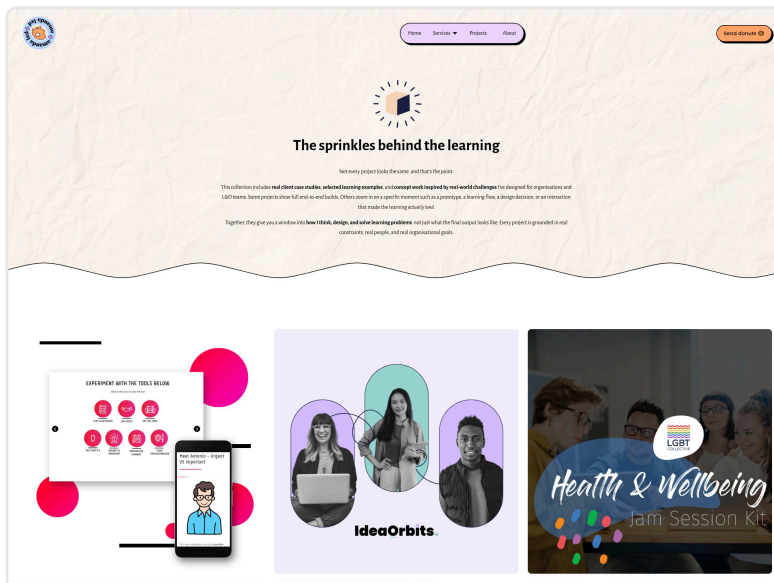 Home Services Projects About
Send donuts
The sprinkles behind the learning
Not every project looks the same and that's the point.
This collection includes real client case studies, selected learning examples, and concept work inspired by real-world challenges I've designed for organisations and
L&D teams. Some projects show full end-to-end builds. Others zoom in on a specific moment such as a prototype, a learning flow, a design decision, or an interaction
that made the learning actually land.
Together, they give you a window into how I think, design, and solve learning problems not just what the final output looks like. Every project is grounded in real
constraints, real people, and real organisational goals.
EXPERIMENT WITH THE TOOLS BELOW
Meet Antonio - Urgent
VS Important
IdeaOrbits.
LGBT
COLLECTIVE
Health & Wellbeing
Jam Session Kit